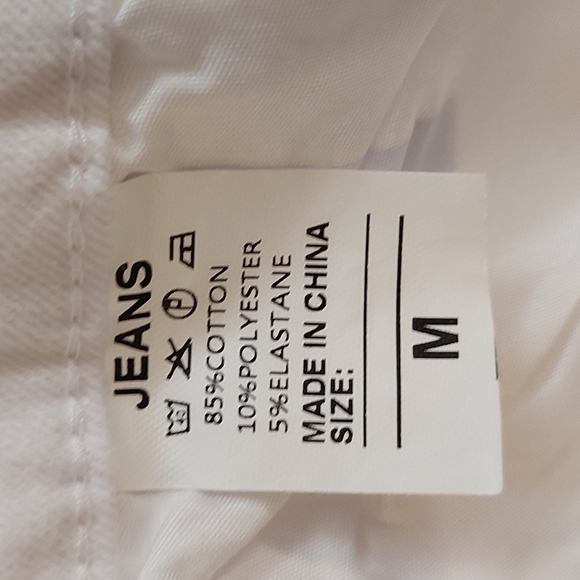 JEANS
P
85%COTTON
10%POLYESTER
5%ELASTANE
MADE IN CHINA
SIZE:
M